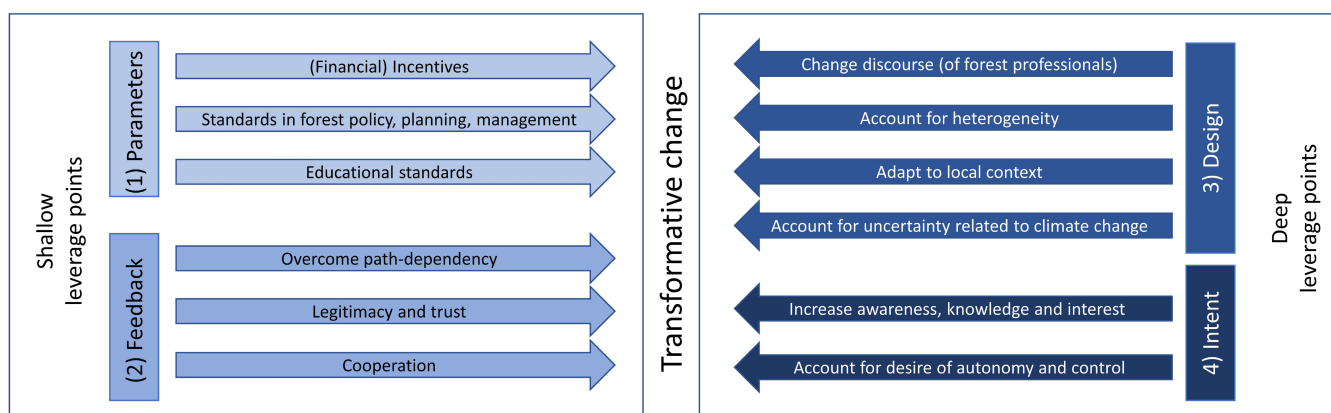 Shallow
leverage points
(1) Parameters
(Financial) Incentives
Standards in forest policy, planning, management
Educational standards
(2) Feedback
Overcome path-dependency
Legitimacy and trust
Cooperation
Transformative change
Change discourse (of forest professionals)
Account for heterogeneity
Adapt to local context
Account for uncertainty related to climate change
3) Design
Increase awareness, knowledge and interest
Account for desire of autonomy and control
4) Intent
Deep
leverage points